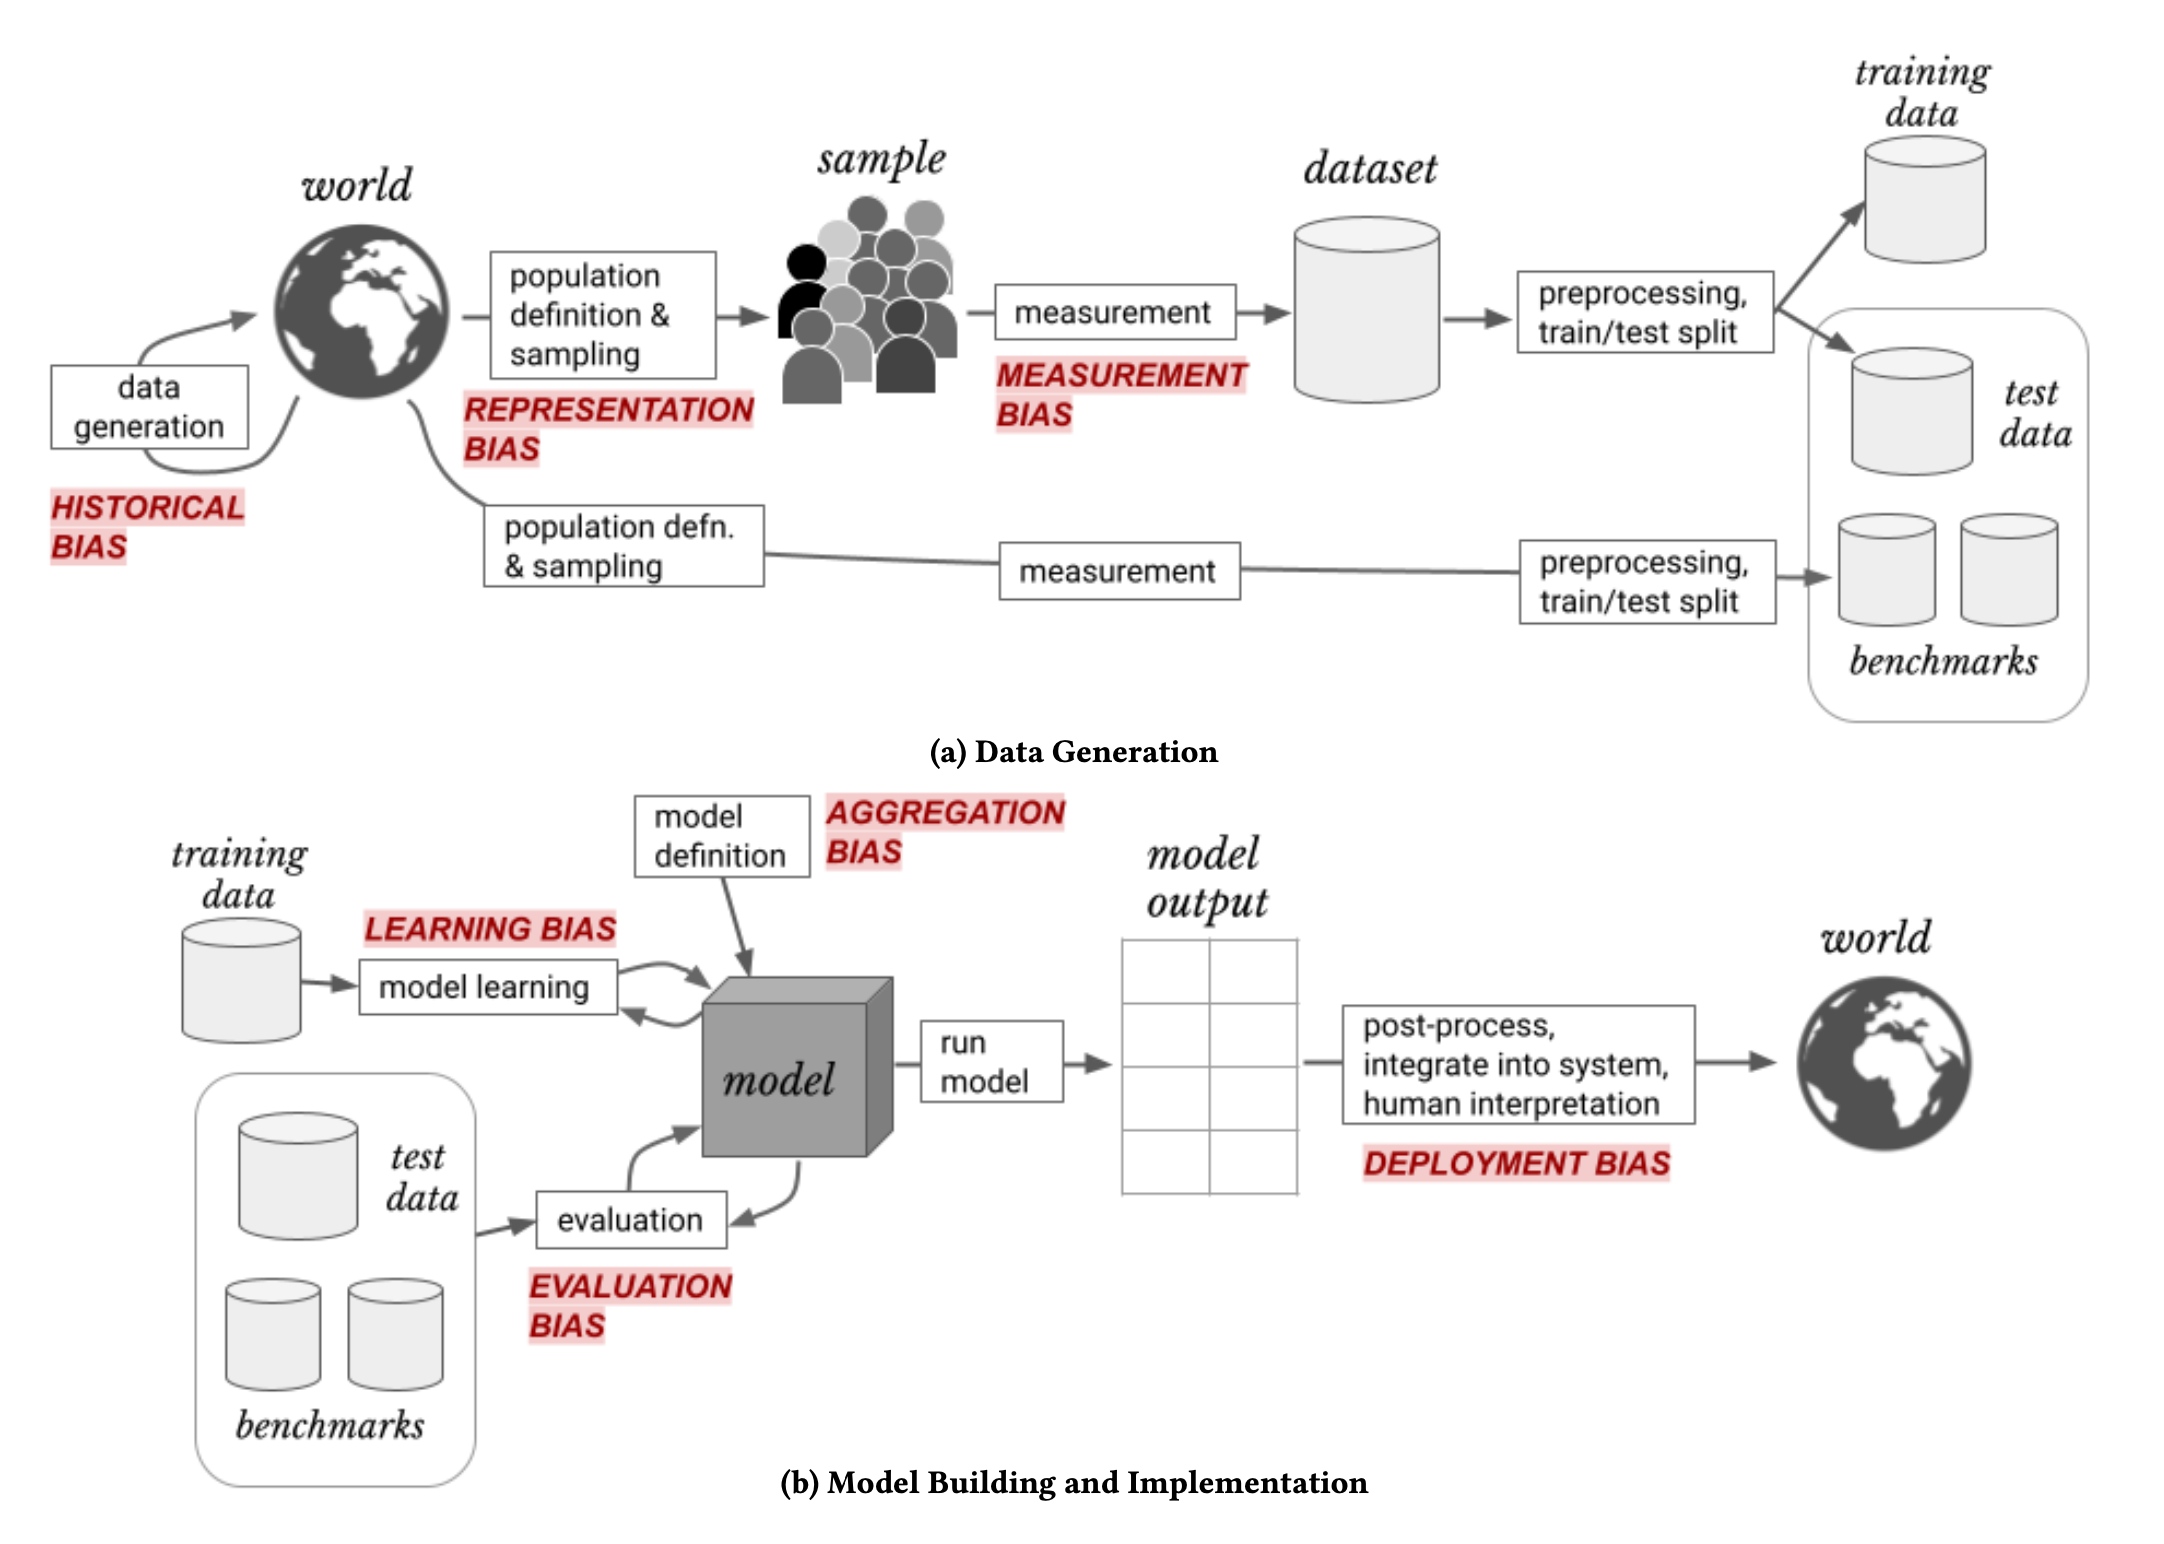 training
data
sample
dataset
world
population
definition &
sampling
measurement
preprocessing,
train/test split
REPRESENTATION
BIAS
MEASUREMENT
BIAS
data
generation
HISTORICAL
BIAS
test
data
population defn.
& sampling
measurement
preprocessing,
train/test split
benchmarks
(a) Data Generation
model
definition
AGGREGATION
BIAS
training
data
LEARNING BIAS
model learning
model
model
output
run
model
world
post-process,
integrate into system,
human interpretation
DEPLOYMENT BIAS
test
data
evaluation
EVALUATION
BIAS
benchmarks
(b) Model Building and Implementation